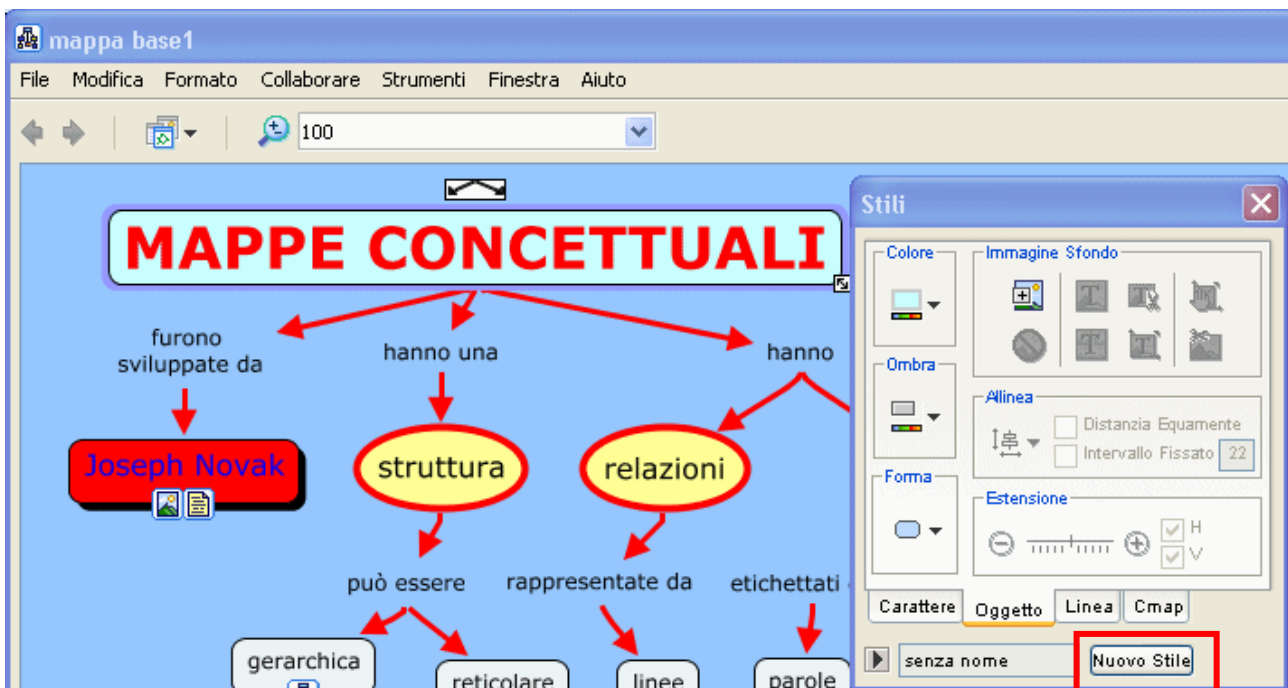 mappa base1
File Modifica Formato Collaborare Strumenti Finestra Aiuto
100
MAPPE CONCETTUALI
furono
sviluppate da
hanno una
hanno
Joseph Novak
struttura
relazioni
può essere
rappresentate da
etichettati
gerarchica
reticolare
linee
parole
Stili
Colore
Immagine Sfondo
Ombra
Allinea
Distanzia Equamente
Intervallo Fissato 22
Forma
Estensione
H
V
Carattere Oggetto Linea Cmap
senza nome Nuovo Stile